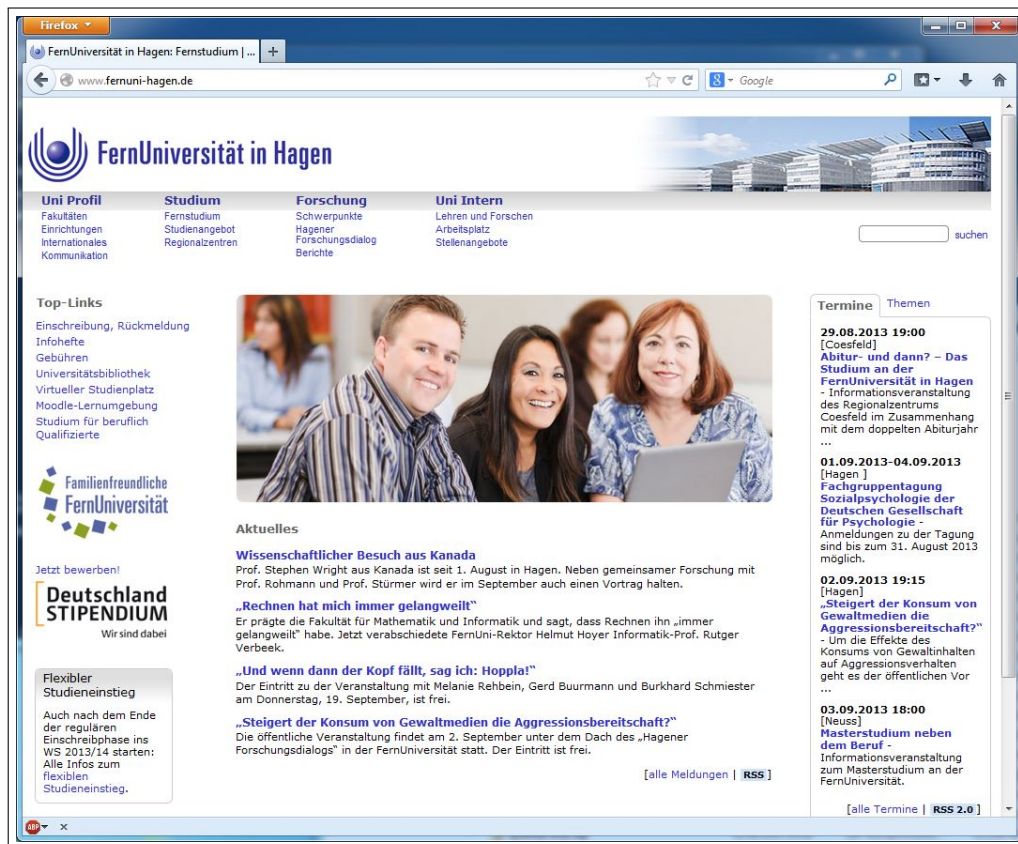 Firefox
FernUniversität in Hagen: Fernstudium | ...
www.fernuni-hagen.de
Google
FernUniversität in Hagen
Uni Profil
Fakultäten
Einrichtungen
Internationales
Kommunikation
Studium
Fernstudium
Studienangebot
Regionalzentren
Forschung
Schwerpunkte
Hagener
Forschungsdialog
Berichte
Uni Intern
Lehren und Forschen
Arbeitsplatz
Stellenangebote
suchen
Top-Links
Einschreibung, Rückmeldung
Infohefte
Gebühren
Universitätsbibliothek
Virtueller Studienplatz
Moodle-Lernumgebung
Studium für beruflich
Qualifizierte
Familienfreundliche
FernUniversität
Jetzt bewerben!
Deutschland
STIPENDIUM
Wir sind dabei
Flexibler
Studieneinstieg
Auch nach dem Ende
der regulären
Einschreibphase ins
WS 2013/14 starten:
Alle Infos zum
flexiblen
Studieneinstieg.
Aktuelles
Wissenschaftlicher Besuch aus Kanada
Prof. Stephen Wright aus Kanada ist seit 1. August in Hagen. Neben gemeinsamer Forschung mit
Prof. Rohmann und Prof. Stürmer wird er im September auch einen Vortrag halten.
„Rechnen hat mich immer gelangweilt“
Er prägte die Fakultät für Mathematik und Informatik und sagt, dass Rechnen ihn „immer
gelangweilt“ habe. Jetzt verabschiedete FernUni-Rektor Helmut Hoyer Informatik-Prof. Rutger
Verbeek.
„Und wenn dann der Kopf fällt, sag ich: Hoppla!“
Der Eintritt zu der Veranstaltung mit Melanie Rehbein, Gerd Buurmann und Burkhard Schmiester
am Donnerstag, 19. September, ist frei.
„Steigert der Konsum von Gewaltmedien die Aggressionsbereitschaft?“
Die öffentliche Veranstaltung findet am 2. September unter dem Dach des „Hagener
Forschungsdialogs“ in der FernUniversität statt. Der Eintritt ist frei.
[alle Meldungen | RSS ]
Termine Themen
29.08.2013 19:00
[Coesfeld]
Abitur- und dann? – Das
Studium an der
FernUniversität in Hagen
- Informationsveranstaltung
des Regionalzentrums
Coesfeld im Zusammenhang
mit dem doppelten Abiturjahr
...
01.09.2013-04.09.2013
[Hagen ]
Fachgruppentagung
Sozialpsychologie der
Deutschen Gesellschaft
für Psychologie -
Anmeldungen zu der Tagung
sind bis zum 31. August 2013
möglich.
02.09.2013 19:15
[Hagen]
„Steigert der Konsum von
Gewaltmedien die
Aggressionsbereitschaft?“
- Um die Effekte des
Konsums von Gewaltinhalten
auf Aggressionsverhalten
geht es der öffentlichen Vor
...
03.09.2013 18:00
[Neuss]
Masterstudium neben
dem Beruf -
Informationsveranstaltung
zum Masterstudium an der
FernUniversität.
[alle Termine | RSS 2.0 ]
ABP